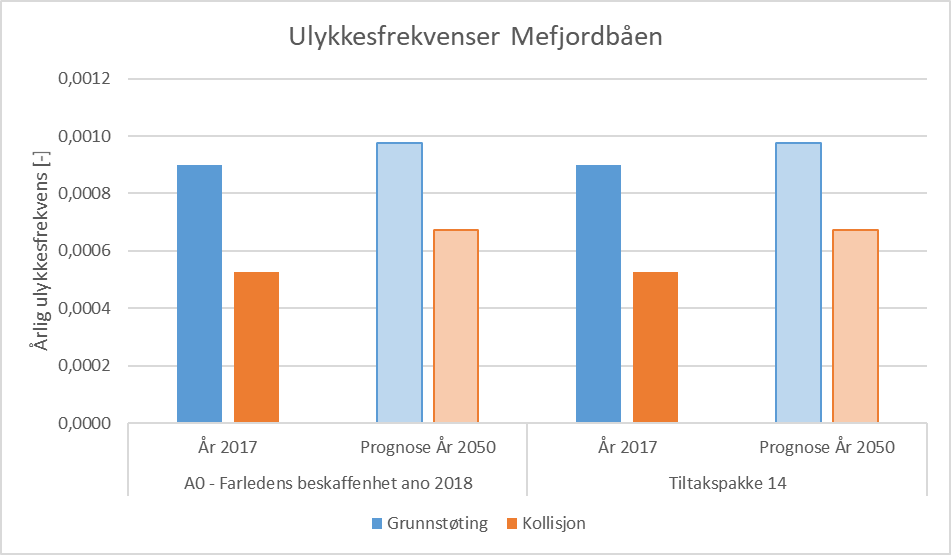 Ulykkesfrekvenser Mefjordbåen
Årlig ulykkesfrekvens [-]
0,0012
0,0010
0,0008
0,0006
0,0004
0,0002
0,0000
År 2017 Prognose År 2050 År 2017 Prognose År 2050
A0 - Farledens beskaffenhet ano 2018 Tiltakspakke 14
Grunnstøting Kollisjon